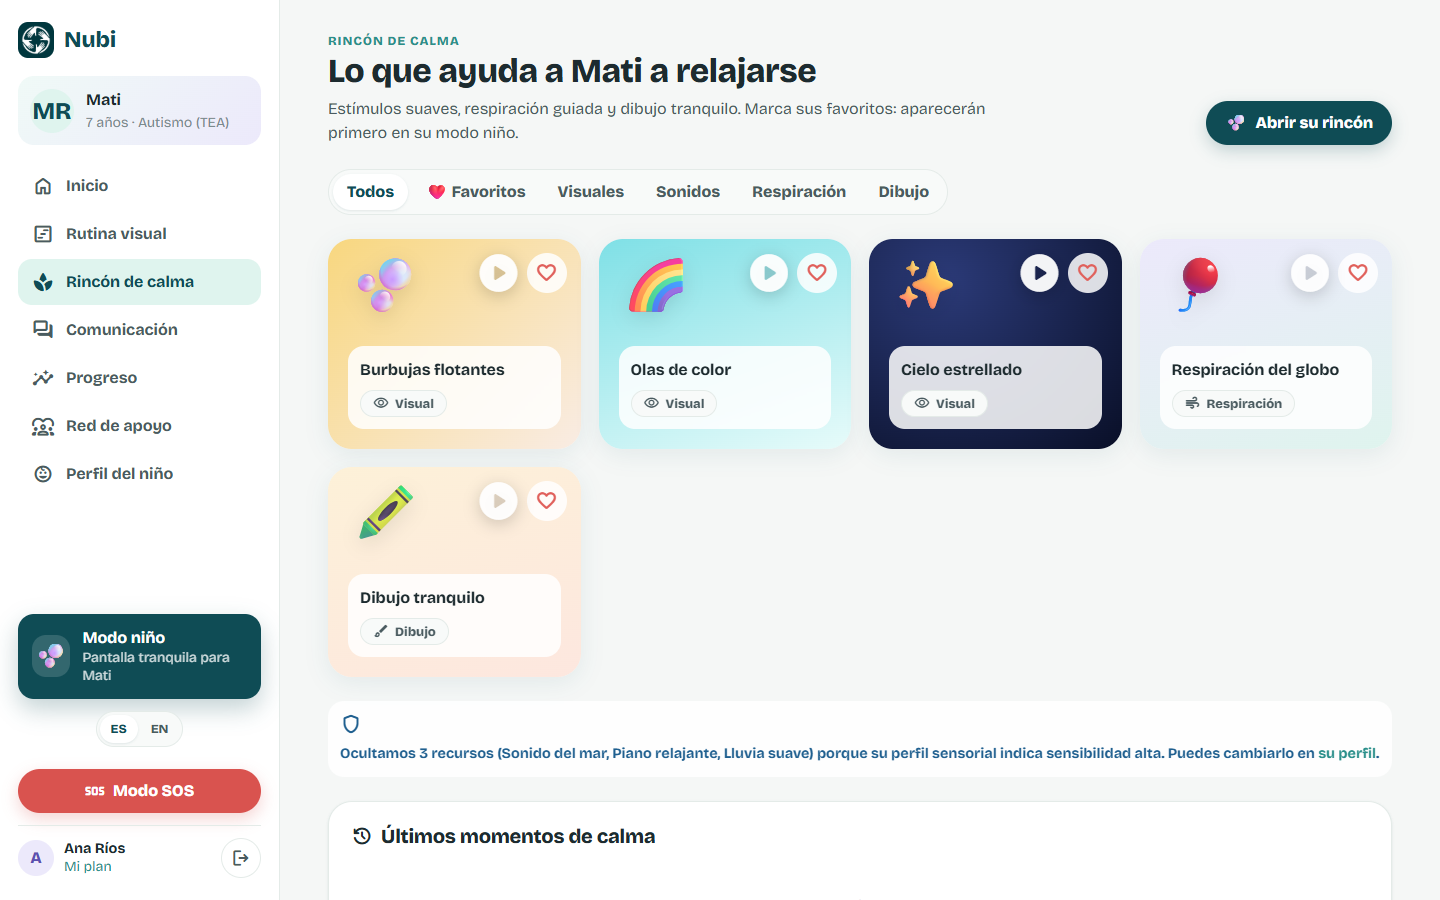 Nubi
MR
Mati
7 años · Autismo (TEA)
Inicio
Rutina visual
Rincón de calma
Comunicación
Progreso
Red de apoyo
Perfil del niño
Modo niño
Pantalla tranquila para
Mati
ES EN
SOS Modo SOS
A
Ana Ríos
Mi plan
RINCÓN DE CALMA
Lo que ayuda a Mati a relajarse
Estímulos suaves, respiración guiada y dibujo tranquilo. Marca sus favoritos: aparecerán
primero en su modo niño.
Abrir su rincón
Todos Favoritos Visuales Sonidos Respiración Dibujo
Burbujas flotantes
Visual
Olas de color
Visual
Cielo estrellado
Visual
Respiración del globo
Respiración
Dibujo tranquilo
Dibujo
Ocultamos 3 recursos (Sonido del mar, Piano relajante, Lluvia suave) porque su perfil sensorial indica sensibilidad alta. Puedes cambiarlo en su perfil.
Últimos momentos de calma